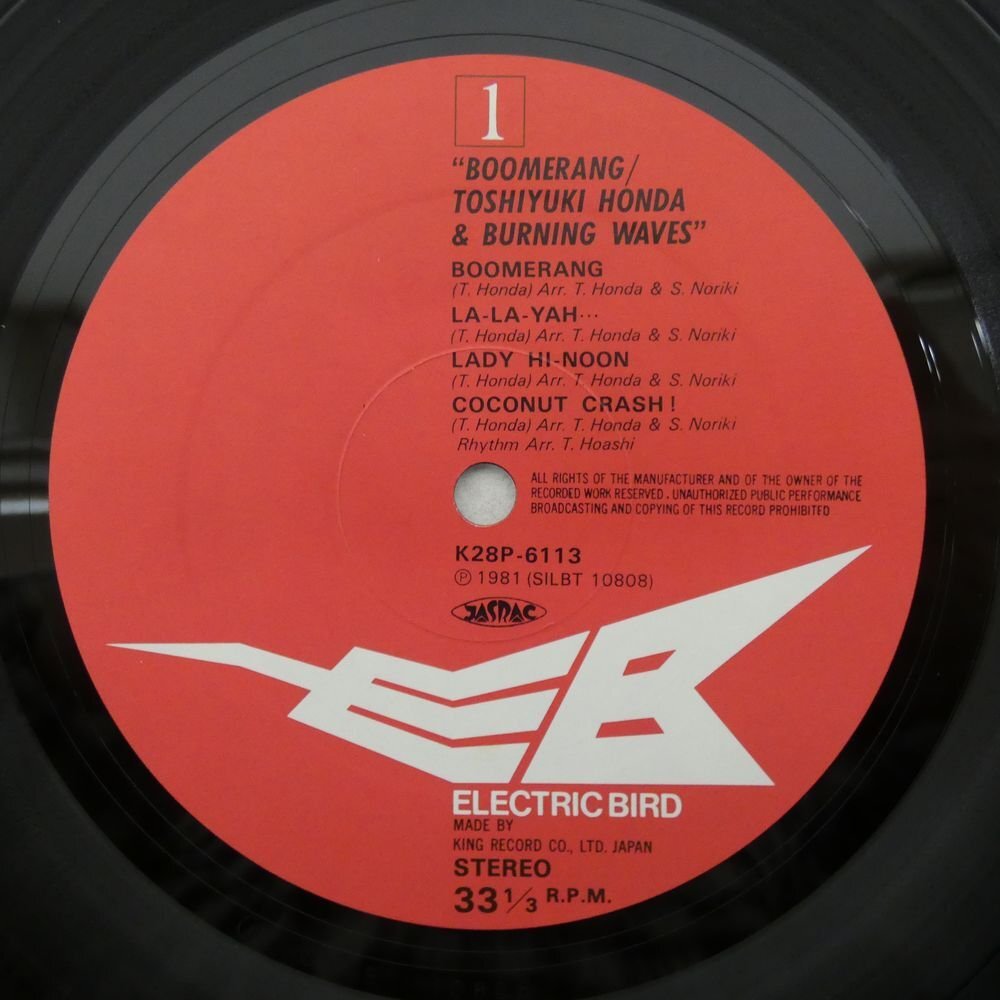 1
"BOOMERANG/
TOSHIYUKI HONDA
& BURNING WAVES"
BOOMERANG
(T. Honda) Arr. T. Honda & S. Noriki
LA-LA-YAH···
(T. Honda) Arr. T. Honda & S. Noriki
LADY HI-NOON
(T. Honda) Arr. T. Honda & S. Noriki
COCONUT CRASH!
(T. Honda) Arr. T. Honda & S. Noriki
Rhythm Arr. T. Hoashi
ALL RIGHTS OF THE MANUFACTURER AND OF THE OWNER OF THE
RECORDED WORK RESERVED. UNAUTHORIZED PUBLIC PERFORMANCE
BROADCASTING AND COPYING OF THIS RECORD PROHIBITED
K28P-6113
℗ 1981 (SILBT 10808)
JASRAC
EB
ELECTRIC BIRD
MADE BY
KING RECORD CO., LTD. JAPAN
STEREO
33 1/3 R.P.M.